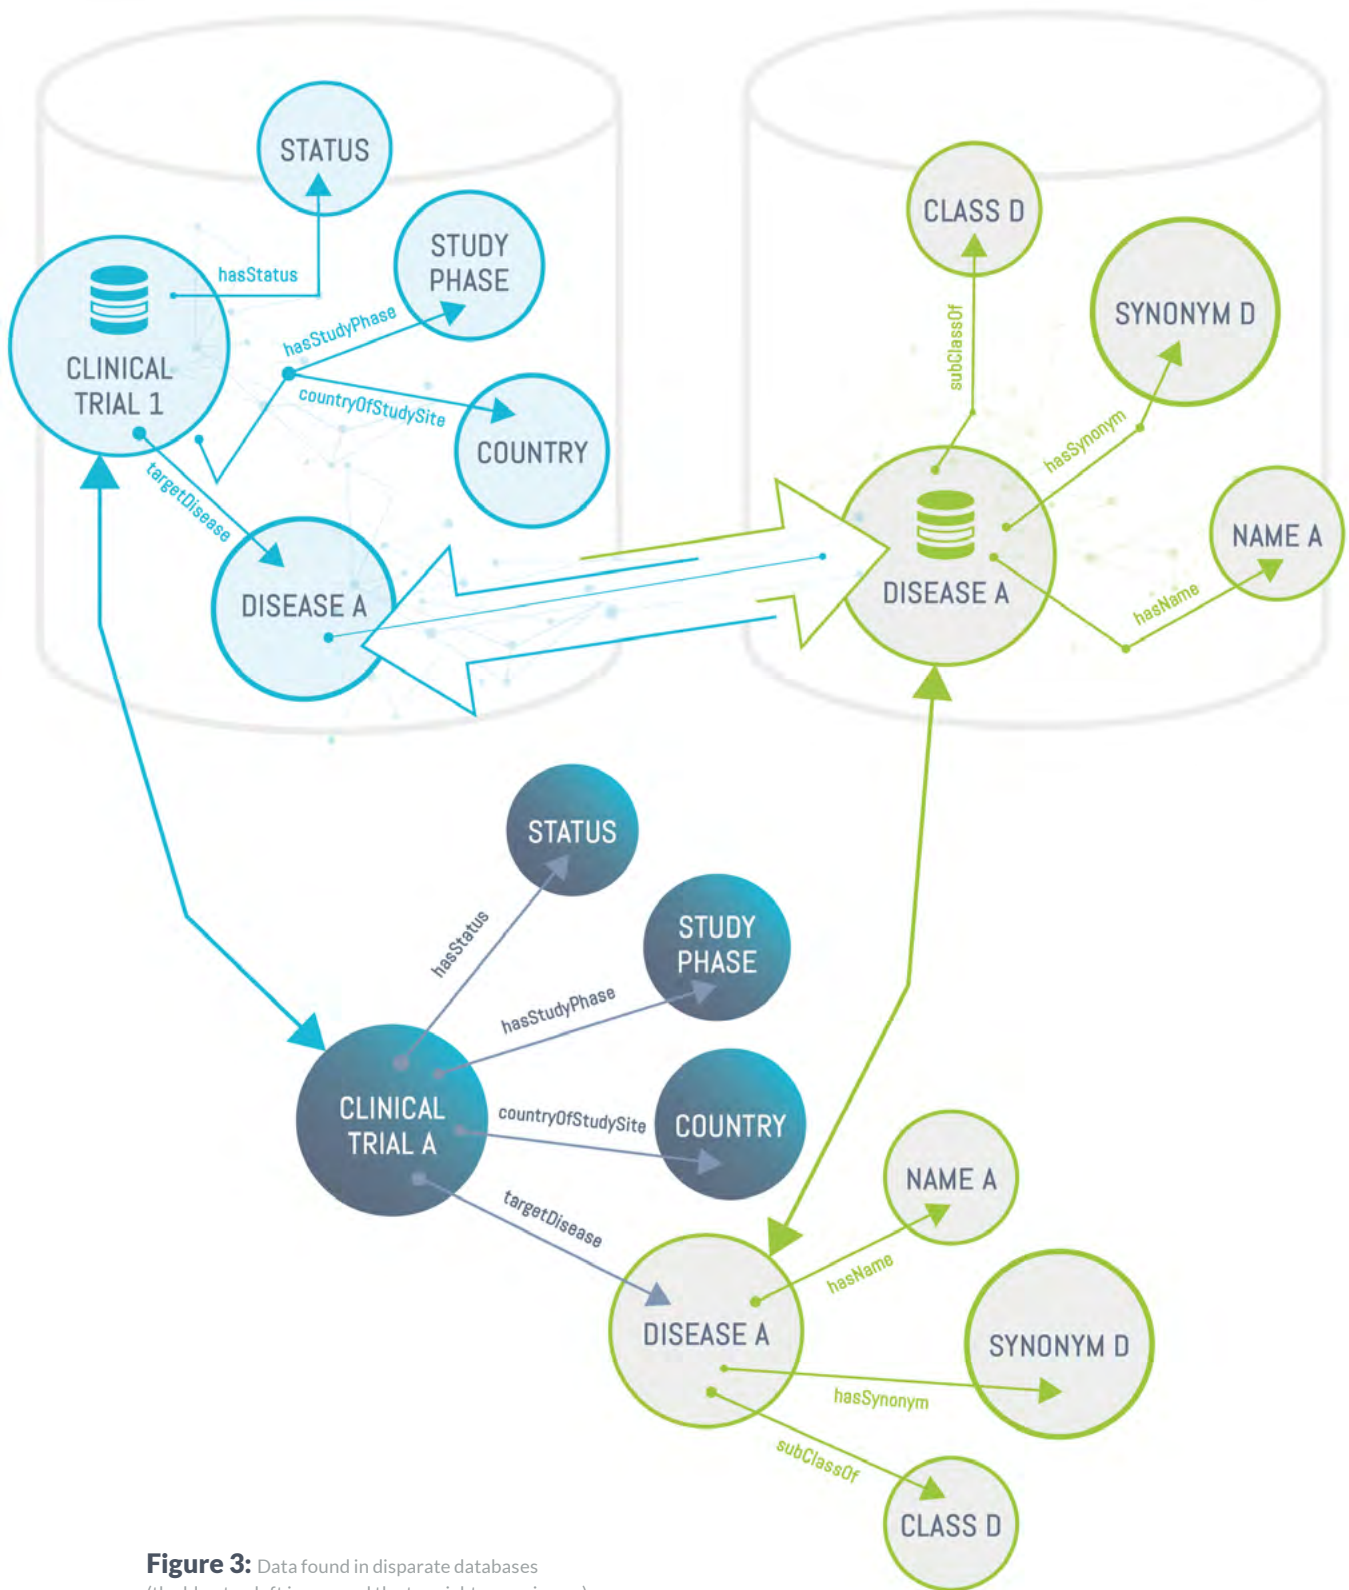 STATUS
STUDY
PHASE
hasStatus
hasStudyPhase
CLINICAL
TRIAL 1
countryOfStudySite
COUNTRY
targetDisease
DISEASE A
CLASS D
SYNONYM D
subClassOf
hasSynonym
NAME A
DISEASE A
hasName
STATUS
STUDY
PHASE
hasStatus
hasStudyPhase
CLINICAL
TRIAL A
countryOfStudySite
COUNTRY
targetDisease
NAME A
hasName
DISEASE A
SYNONYM D
hasSynonym
subClassOf
CLASS D
Figure 3: Data found in disparate databases